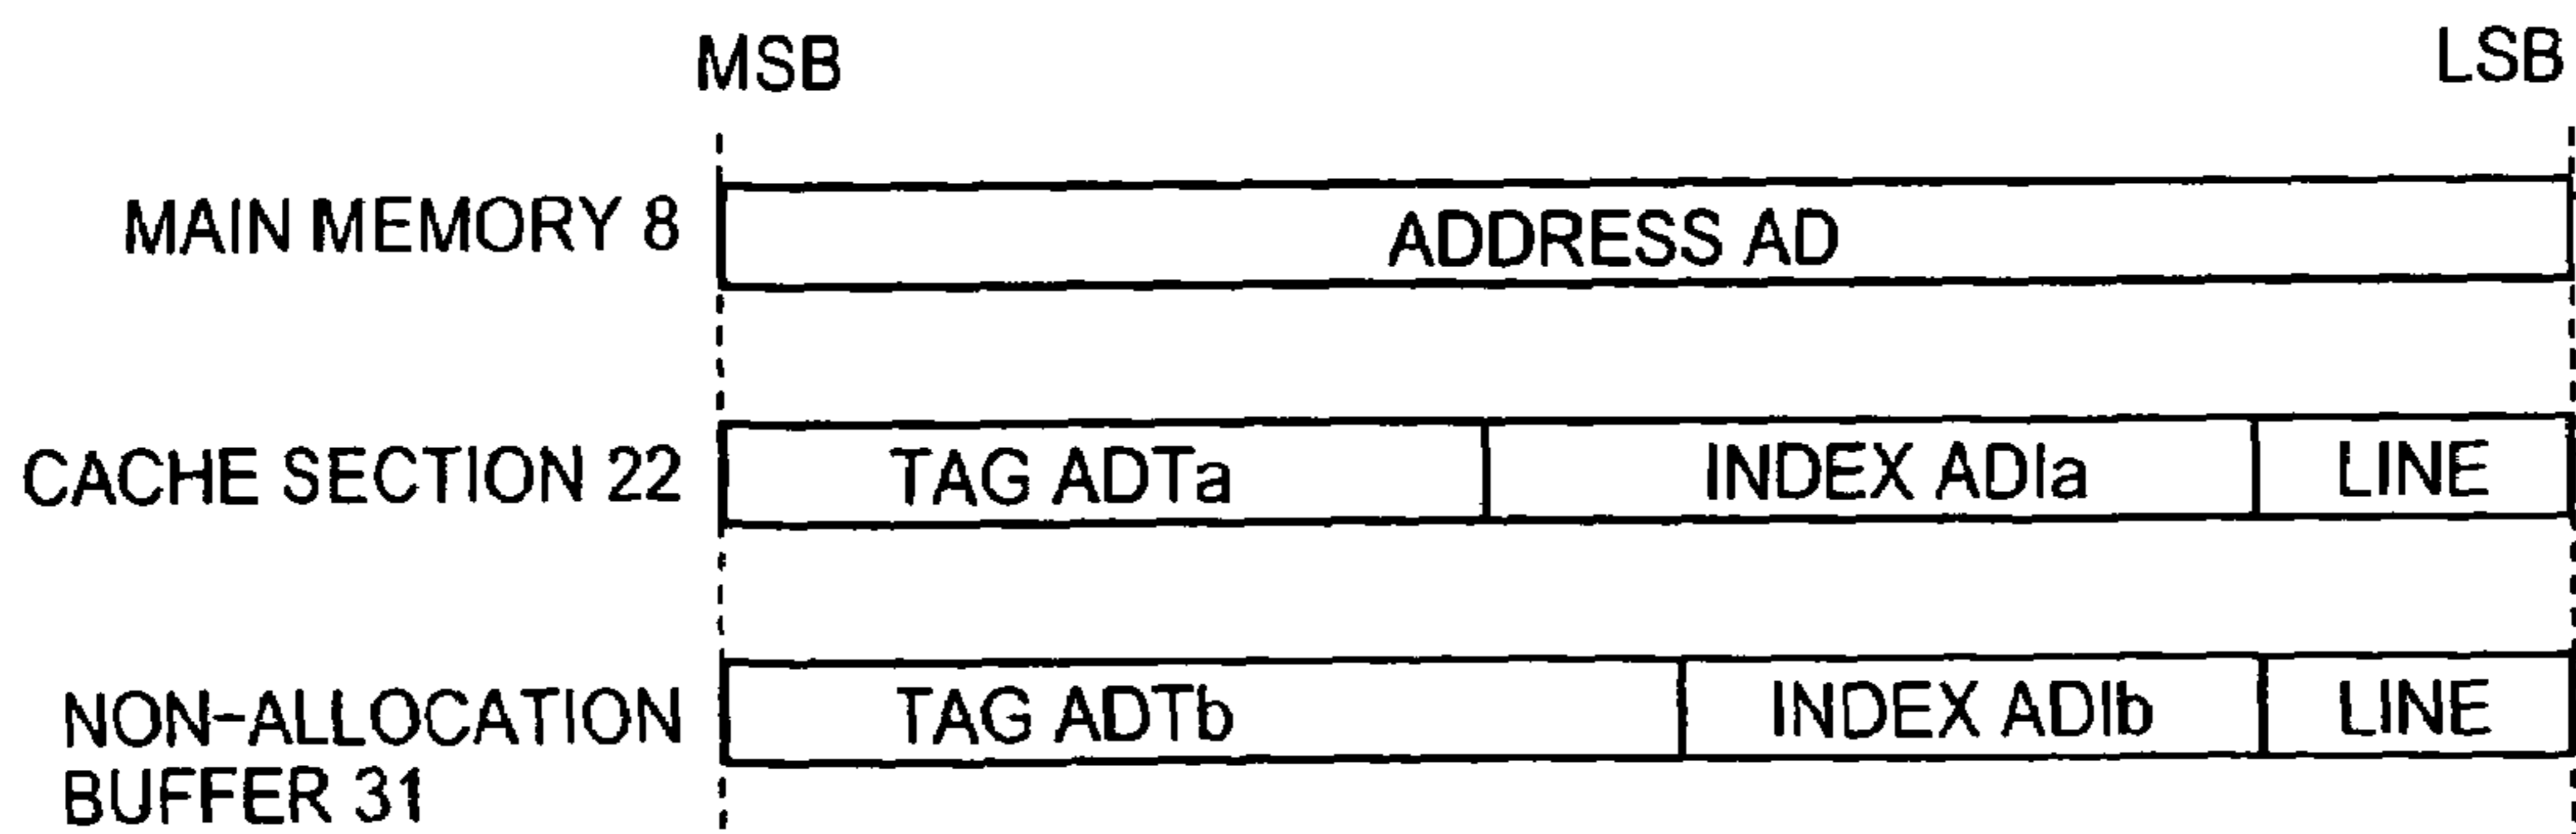 MSB LSB
MAIN MEMORY 8 ADDRESS AD
CACHE SECTION 22 TAG ADTa INDEX ADIa LINE
NON-ALLOCATION TAG ADTb INDEX ADIb LINE
BUFFER 31